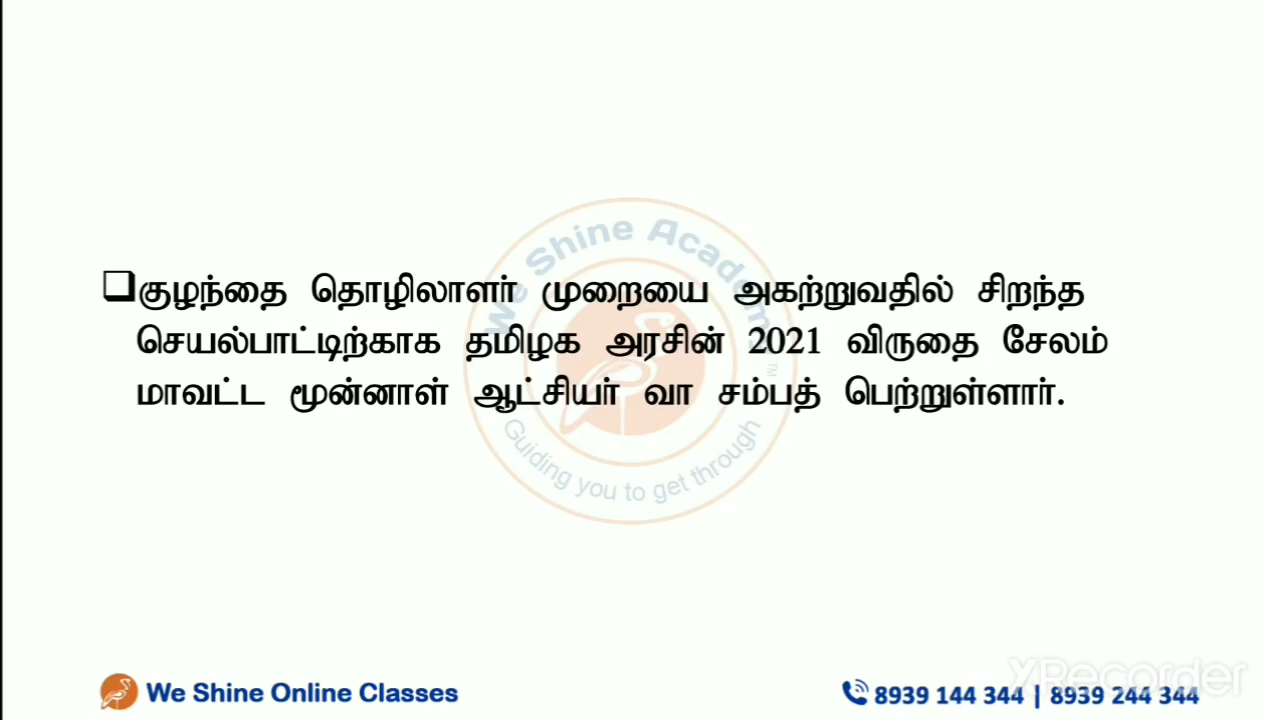 We Shine Academy
TM
❑குழந்தை தொழிலாளர் முறையை அகற்றுவதில் சிறந்த
செயல்பாட்டிற்காக தமிழக அரசின் 2021 விருதை சேலம்
மாவட்ட மூன்னாள் ஆட்சியர் வா சம்பத் பெற்றுள்ளார்.
Guiding you to get through
We Shine Online Classes
8939 144 344 | 8939 244 344
XRecorder